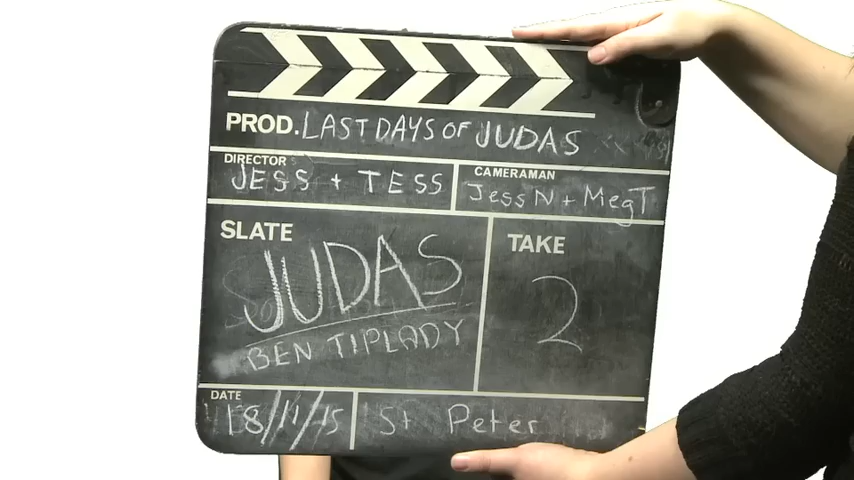 PROD. LAST DAYS OF JUDAS
DIRECTOR
JESS + TESS
CAMERAMAN
Jess N + Meg T
SLATE
JUDAS
BEN TIPLADY
TAKE
2
DATE
18/11/15
St Peter